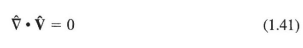 ∇̂ • V̂ = 0 (1.41)